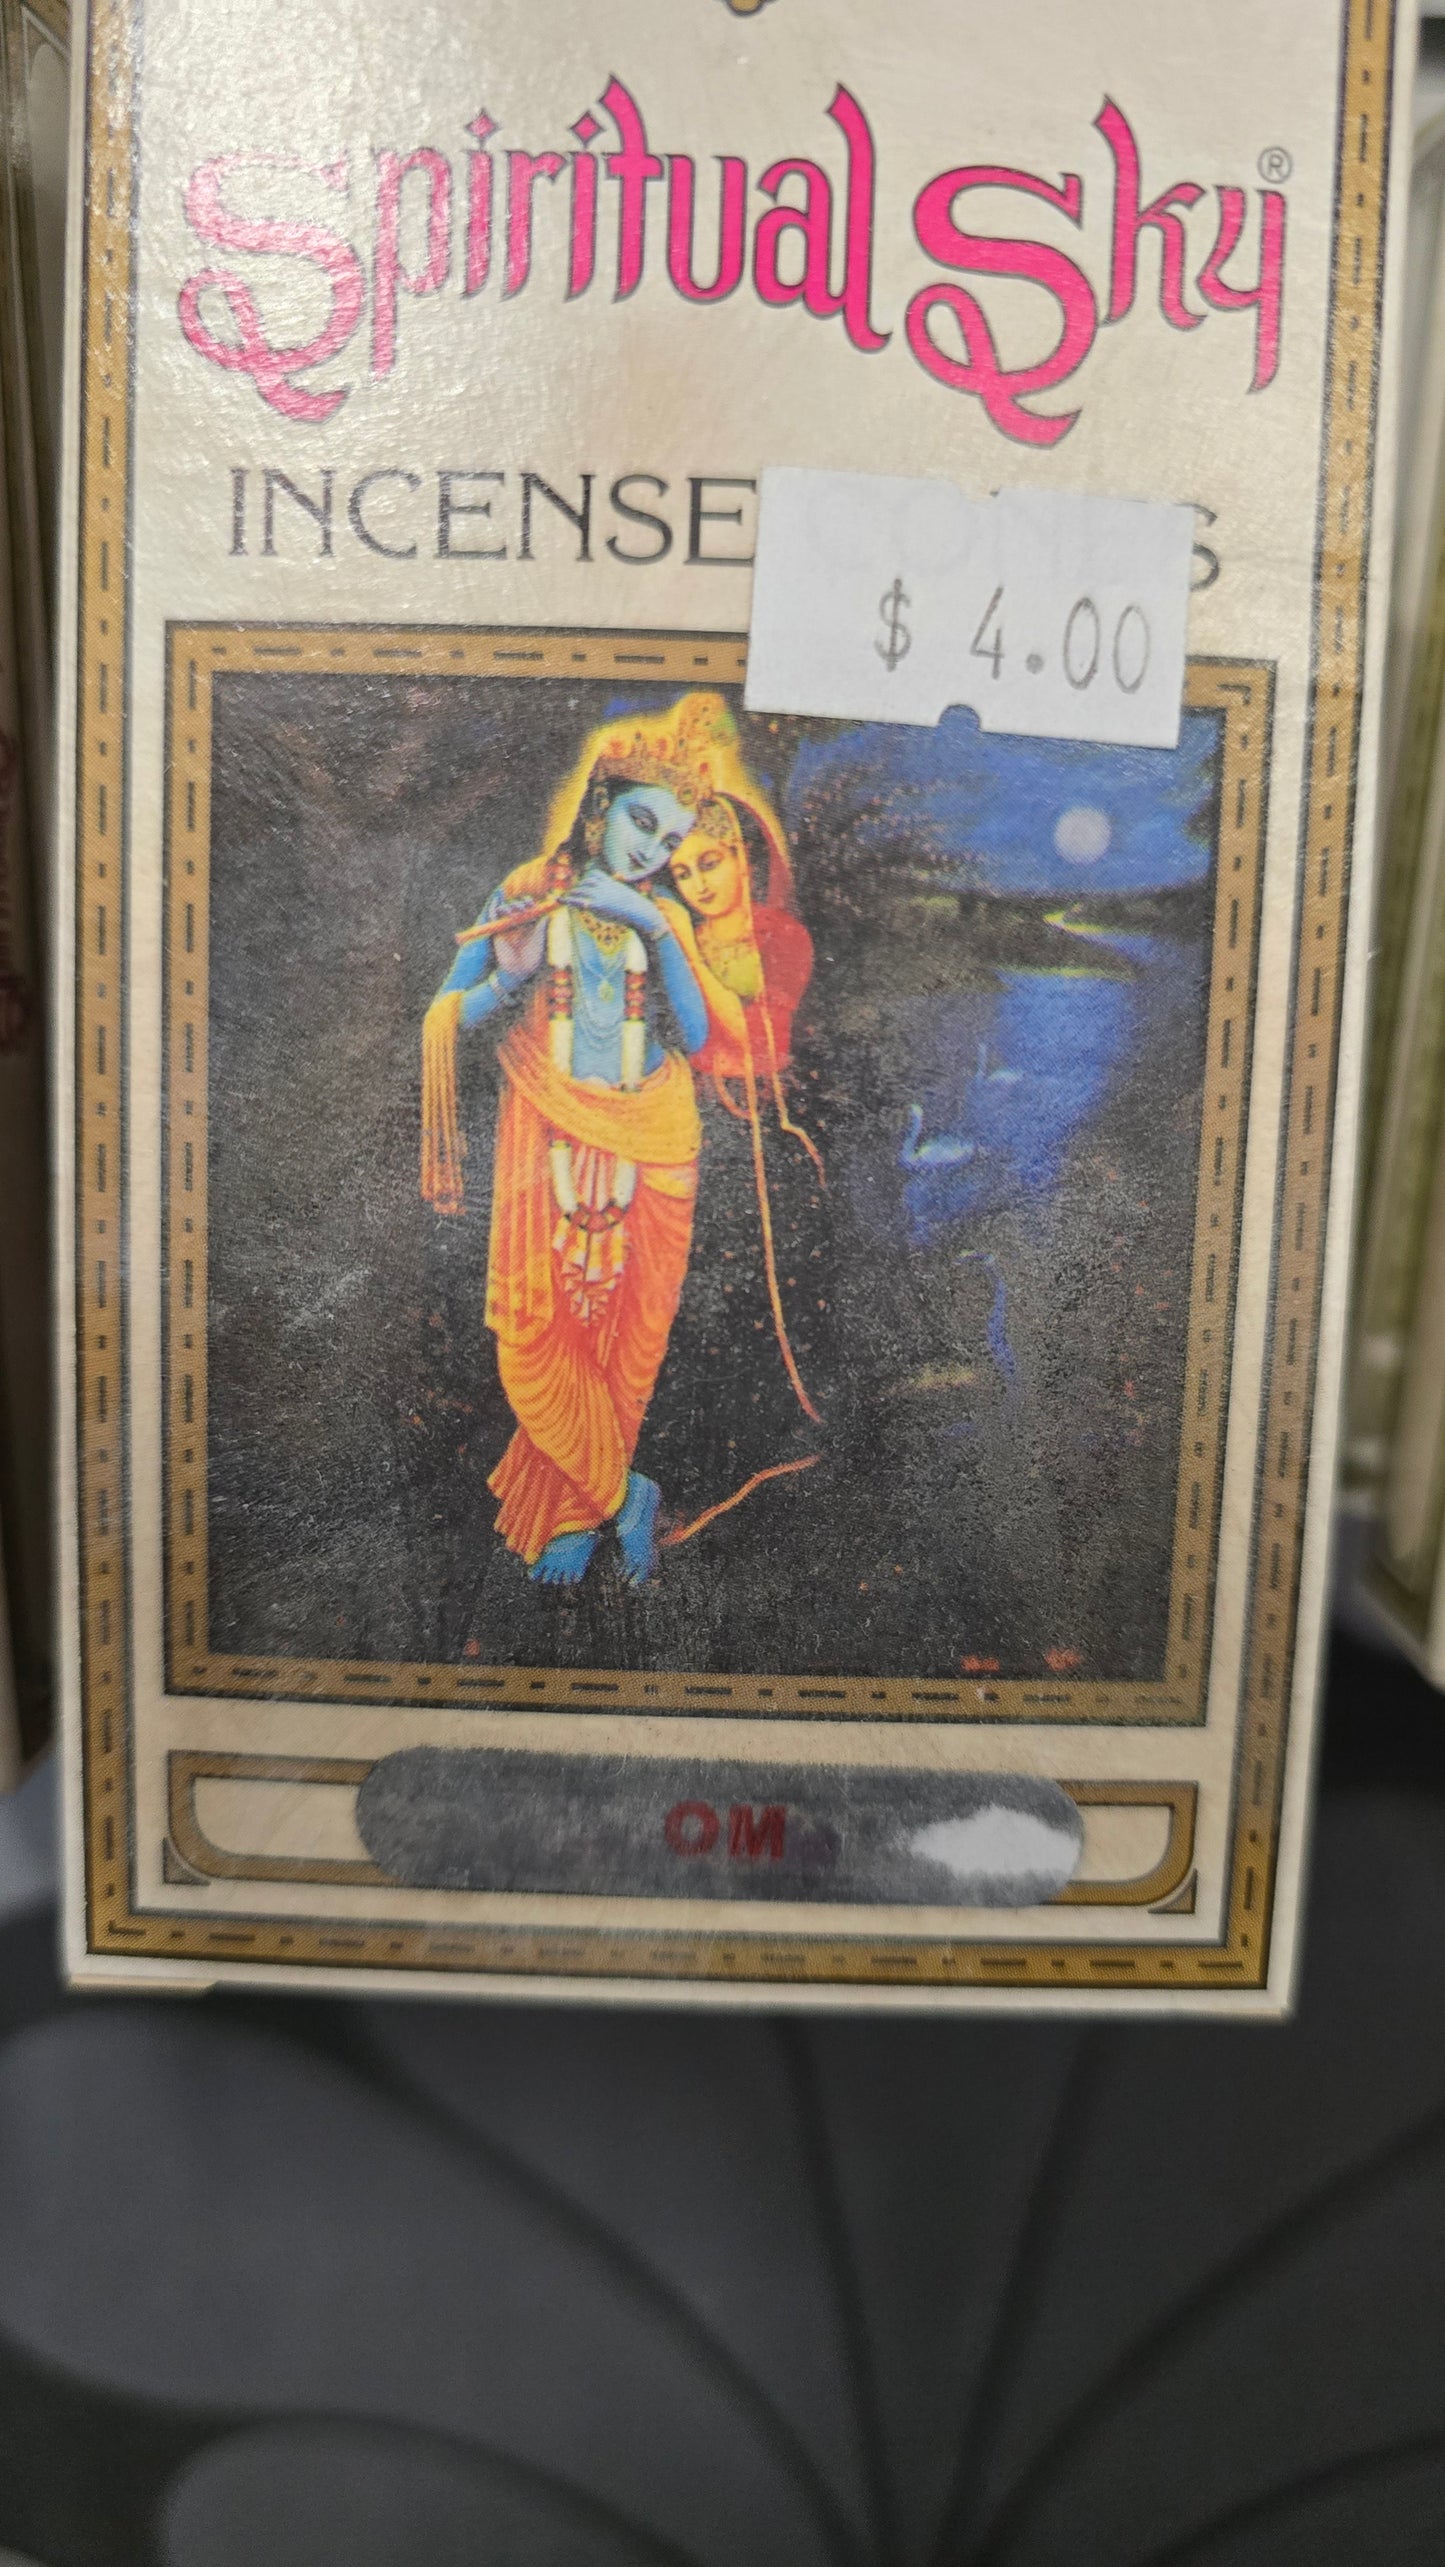 Spiritual Sky®
INCENSE
$ 4.00
OM